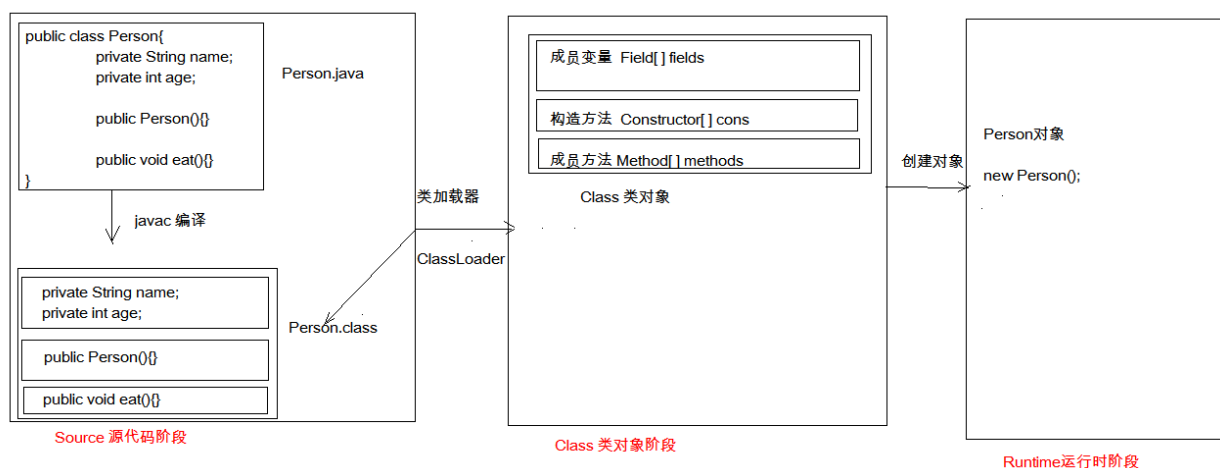 public class Person{
private String name;
private int age;
public Person(){}
public void eat(){}
}
Person.java
javac 编译
private String name;
private int age;
public Person(){}
public void eat(){}
Person.class
Source 源代码阶段
类加载器
ClassLoader
成员变量 Field[ ] fields
构造方法 Constructor[ ] cons
成员方法 Method[ ] methods
Class 类对象
Class 类对象阶段
创建对象
Person对象
new Person();
Runtime运行时阶段